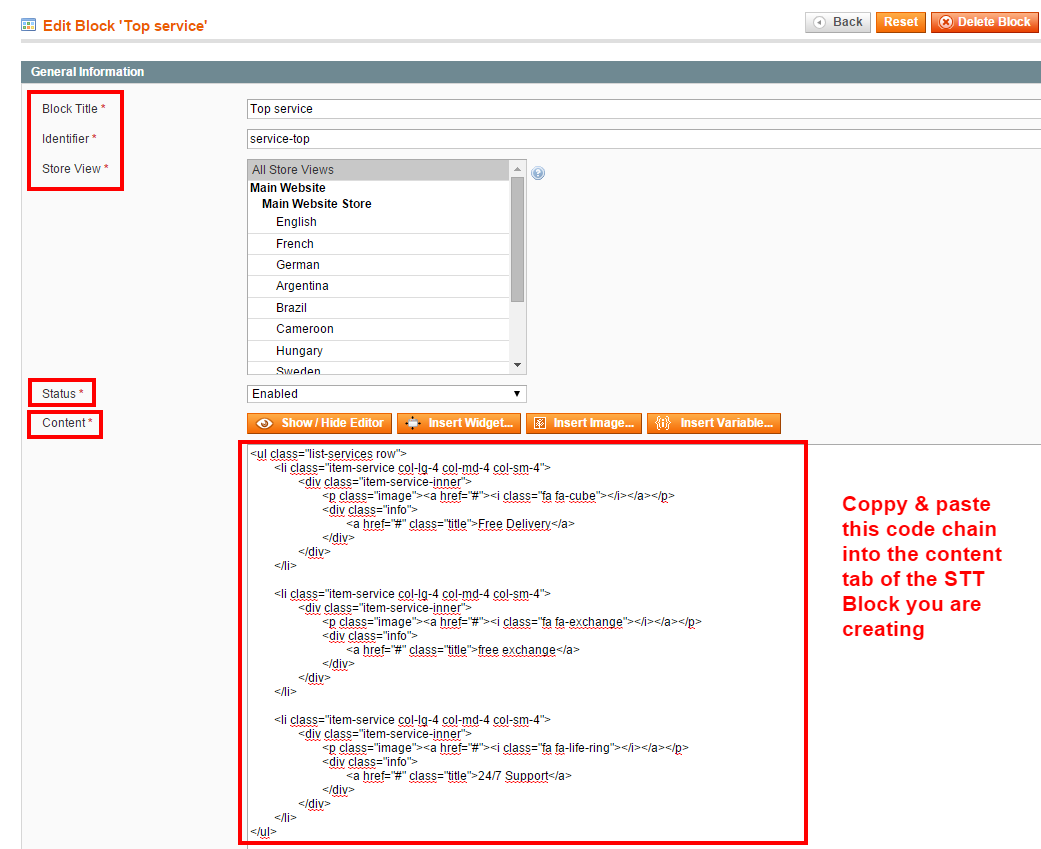 Edit Block 'Top service'
Back
Reset
Delete Block
General Information
Block Title *
Top service
Identifier *
service-top
Store View *
All Store Views
Main Website
Main Website Store
English
French
German
Argentina
Brazil
Cameroon
Hungary
Sweden
Status *
Enabled
Content *
Show / Hide Editor
Insert Widget...
Insert Image...
Insert Variable...
<ul class="list-services row">
<li class="item-service col-lg-4 col-md-4 col-sm-4">
<div class="item-service-inner">
<p class="image"><a href="#"><i class="fa fa-cube"></i></a></p>
<div class="info">
<a href="#" class="title">Free Delivery</a>
</div>
</div>
</li>
<li class="item-service col-lg-4 col-md-4 col-sm-4">
<div class="item-service-inner">
<p class="image"><a href="#"><i class="fa fa-exchange"></i></a></p>
<div class="info">
<a href="#" class="title">free exchange</a>
</div>
</div>
</li>
<li class="item-service col-lg-4 col-md-4 col-sm-4">
<div class="item-service-inner">
<p class="image"><a href="#"><i class="fa fa-life-ring"></i></a></p>
<div class="info">
<a href="#" class="title">24/7 Support</a>
</div>
</div>
</li>
</ul>
Coppy & paste
this code chain
into the content
tab of the STT
Block you are
creating